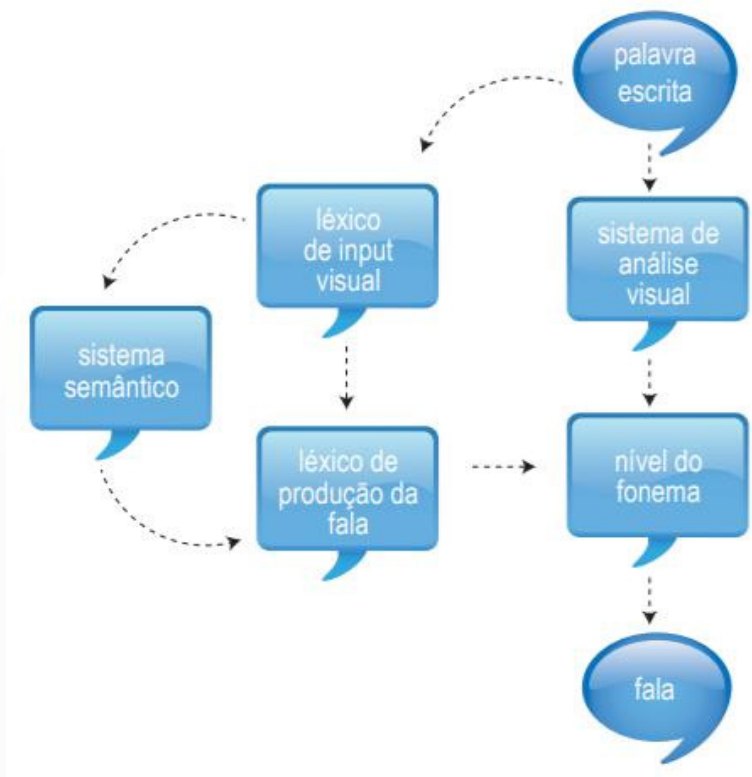 palavra
escrita
léxico
de input
visual
sistema de
análise
visual
sistema
semântico
léxico de
produção da
fala
nível do
fonema
fala